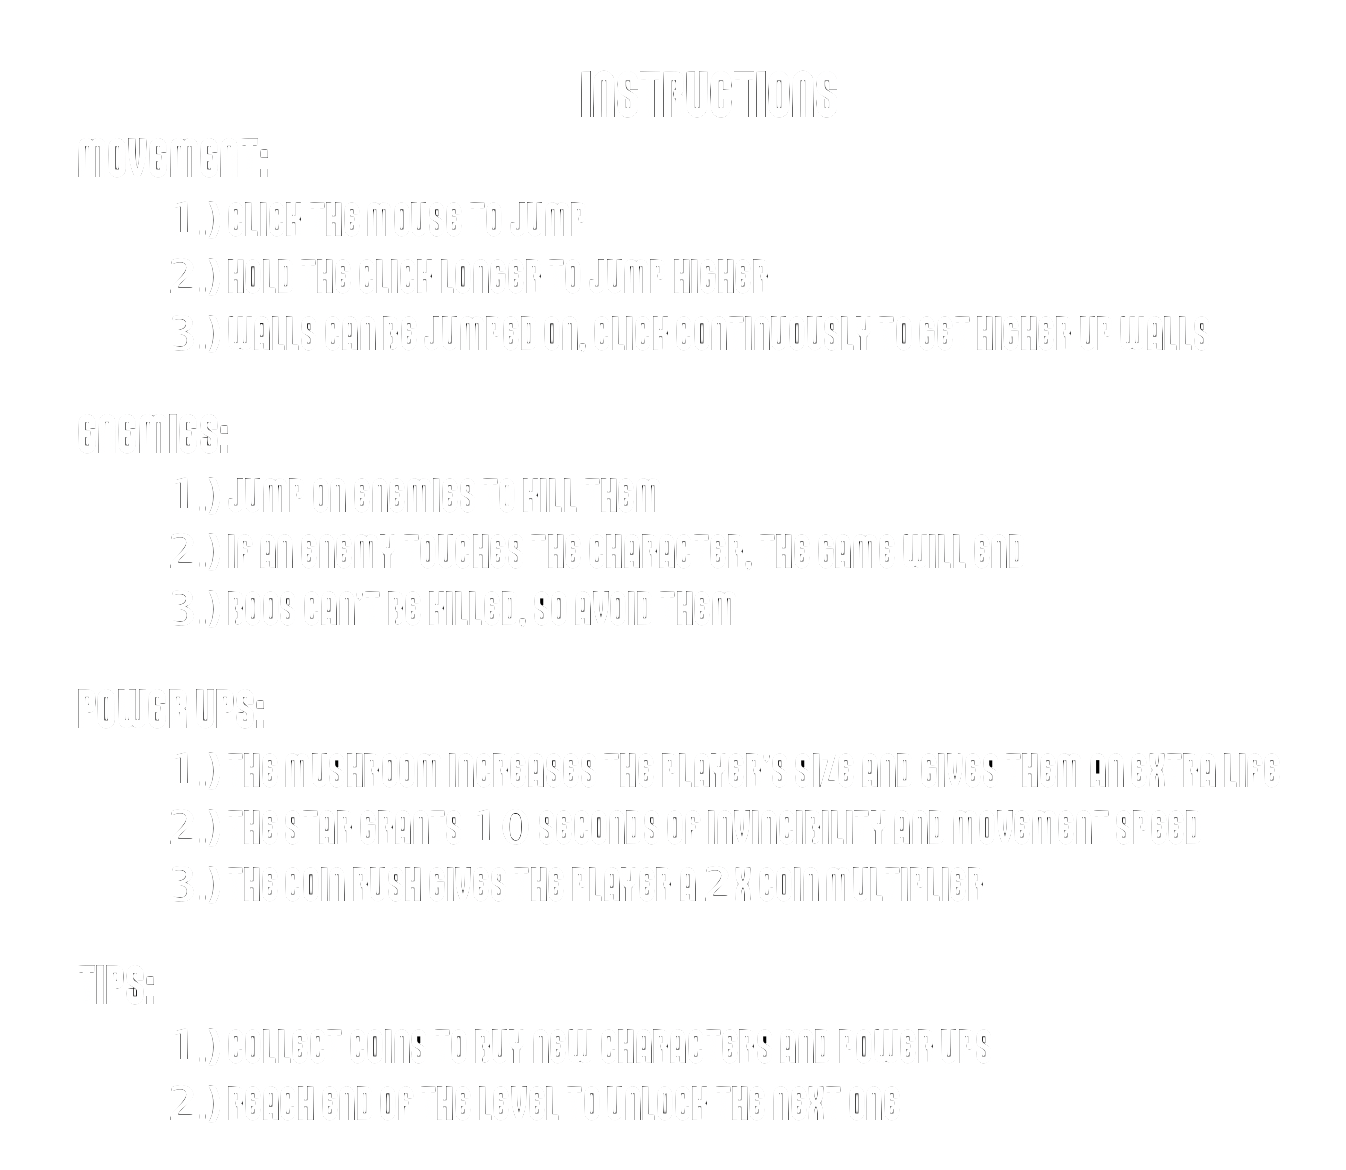 INSTRUCTIONS
MOVEMENT:
1.) CLICK THE MOUSE TO JUMP
2.) HOLD THE CLICK LONGER TO JUMP HIGHER
3.) WALLS CAN BE JUMPED ON, CLICK CONTINUOUSLY TO GET HIGHER UP WALLS
ENEMIES:
1.) JUMP ON ENEMIES TO KILL THEM
2.) IF AN ENEMY TOUCHES THE CHARACTER, THE GAME WILL END
3.) BOOS CAN'T BE KILLED, SO AVOID THEM
POWER UPS:
1.) THE MUSHROOM INCREASES THE PLAYER'S SIZE AND GIVES THEM AN EXTRA LIFE
2.) THE STAR GRANTS 10 SECONDS OF INVINCIBILITY AND MOVEMENT SPEED
3.) THE COIN RUSH GIVES THE PLAYER A 2X COIN MULTIPLIER
TIPS:
1.) COLLECT COINS TO BUY NEW CHARACTERS AND POWER UPS
2.) REACH END OF THE LEVEL TO UNLOCK THE NEXT ONE